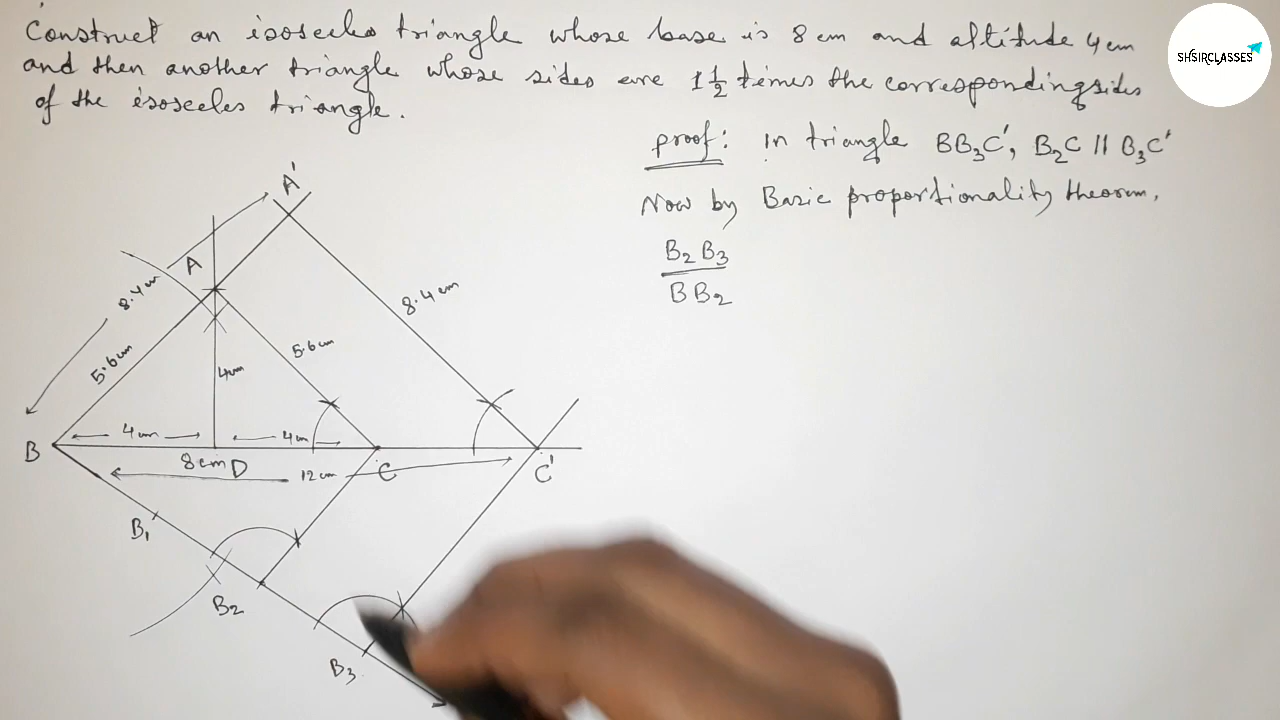 Construct an isosceles triangle whose base is 8 cm and altitude 4 cm
and then another triangle whose sides are 1 1/2 times the corresponding sides
of the isosceles triangle.
SHSIRCLASSES
proof: In triangle BB₃C', B₂C // B₃C'
Now by Basic proportionality theorem,
B₂B₃
BB₂
A'
A
8.4 cm
8.4 cm
5.6 cm
5.6 cm
4 cm
B
4 cm
4 cm
8 cm D
12 cm
C
C'
B₁
B₂
B₃